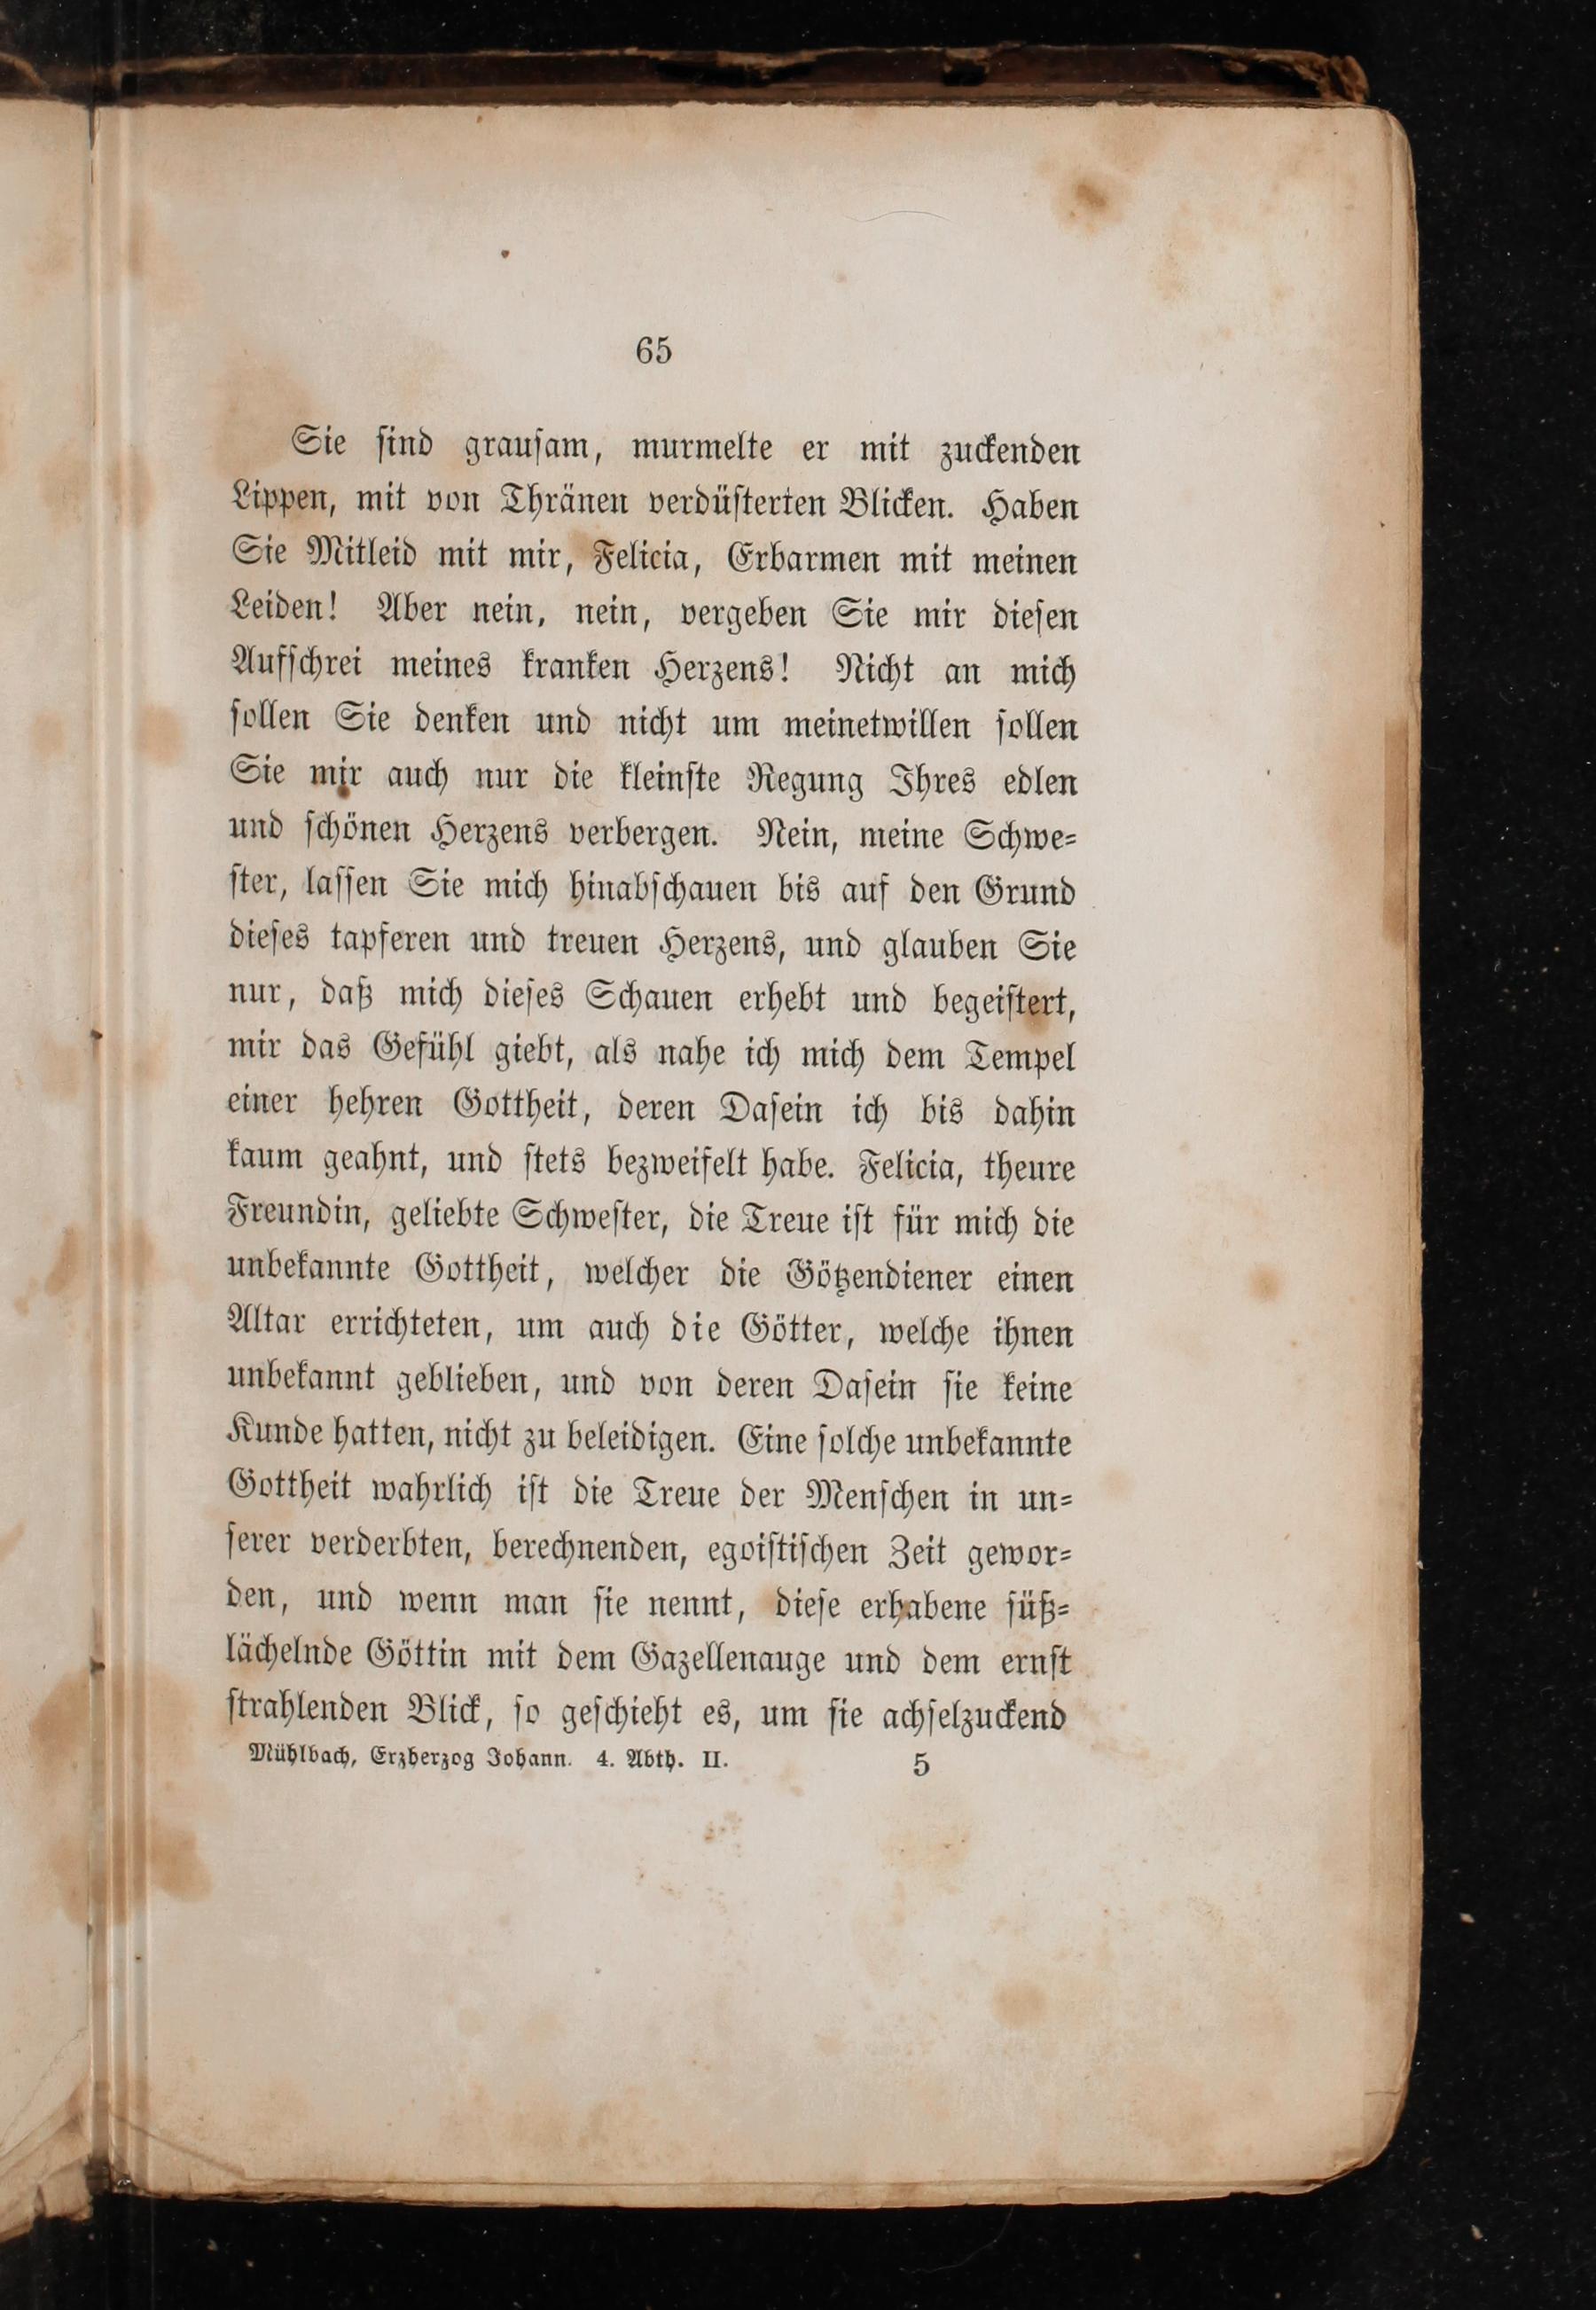 65
Sie sind grausam, murmelte er mit zuckenden
Lippen, mit von Thränen verdüsterten Blicken. Haben
Sie Mitleid mit mir, Felicia, Erbarmen mit meinen
Leiden! Aber nein, nein, vergeben Sie mir diesen
Aufschrei meines kranken Herzens! Nicht an mich
sollen Sie denken und nicht um meinetwillen sollen
Sie mir auch nur die kleinste Regung Ihres edlen
und schönen Herzens verbergen. Nein, meine Schwe-
ster, lassen Sie mich hinabschauen bis auf den Grund
dieses tapferen und treuen Herzens, und glauben Sie
nur, daß mich dieses Schauen erhebt und begeistert,
mir das Gefühl giebt, als nahe ich mich dem Tempel
einer hehren Gottheit, deren Dasein ich bis dahin
kaum geahnt, und stets bezweifelt habe. Felicia, theure
Freundin, geliebte Schwester, die Treue ist für mich die
unbekannte Gottheit, welcher die Götzendiener einen
Altar errichteten, um auch die Götter, welche ihnen
unbekannt geblieben, und von deren Dasein sie keine
Kunde hatten, nicht zu beleidigen. Eine solche unbekannte
Gottheit wahrlich ist die Treue der Menschen in un-
serer verderbten, berechnenden, egoistischen Zeit gewor-
den, und wenn man sie nennt, diese erhabene süß-
lächelnde Göttin mit dem Gazellenauge und dem ernst
strahlenden Blick, so geschieht es, um sie achselzuckend
Mühlbach, Erzherzog Johann. 4. Abth. II. 5